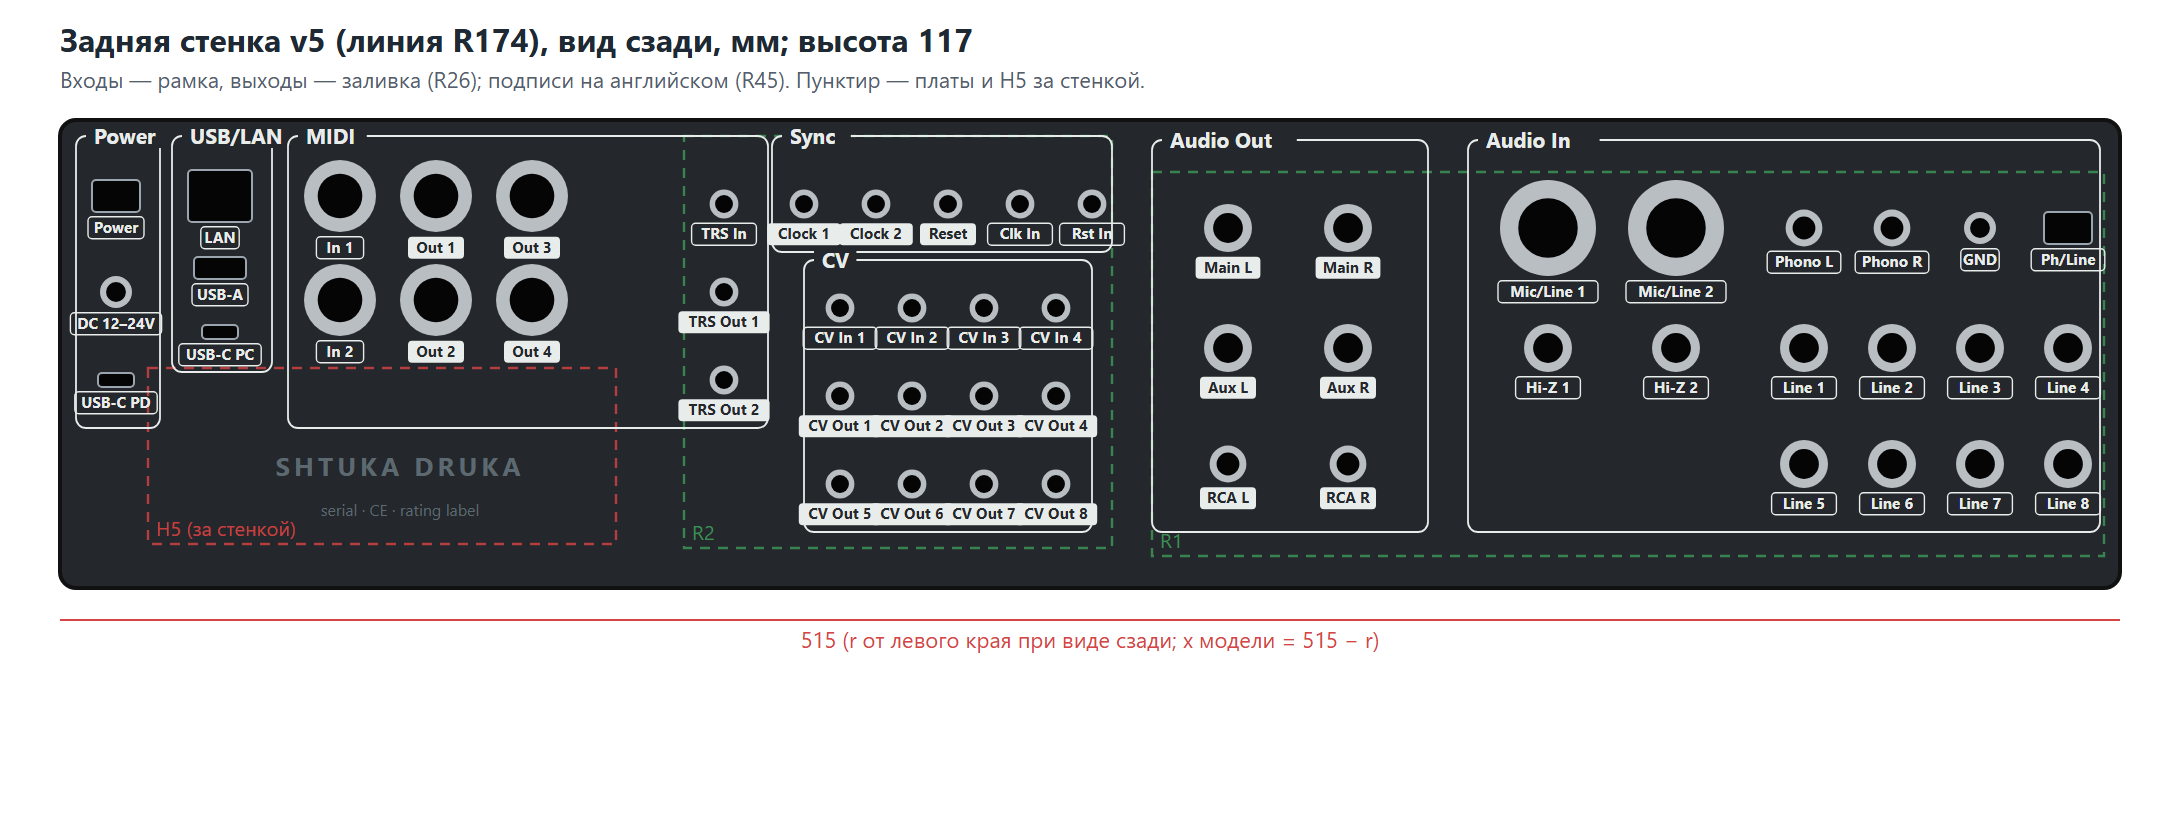 Задняя стенка v5 (линия R174), вид сзади, мм; высота 117
Входы — рамка, выходы — заливка (R26); подписи на английском (R45). Пунктир — платы и H5 за стенкой.
Power
USB/LAN
MIDI
Sync
Audio Out
Audio In
Power
LAN
USB-A
DC 12–24V
USB-C PC
USB-C PD
In 1
Out 1
Out 3
In 2
Out 2
Out 4
TRS In
TRS Out 1
TRS Out 2
Clock 1
Clock 2
Reset
Clk In
Rst In
CV
CV In 1
CV In 2
CV In 3
CV In 4
CV Out 1
CV Out 2
CV Out 3
CV Out 4
CV Out 5
CV Out 6
CV Out 7
CV Out 8
Main L
Main R
Aux L
Aux R
RCA L
RCA R
Mic/Line 1
Mic/Line 2
Phono L
Phono R
GND
Ph/Line
Hi-Z 1
Hi-Z 2
Line 1
Line 2
Line 3
Line 4
Line 5
Line 6
Line 7
Line 8
SHTUKA DRUKA
serial · CE · rating label
H5 (за стенкой)
R2
R1
515 (r от левого края при виде сзади; x модели = 515 − r)